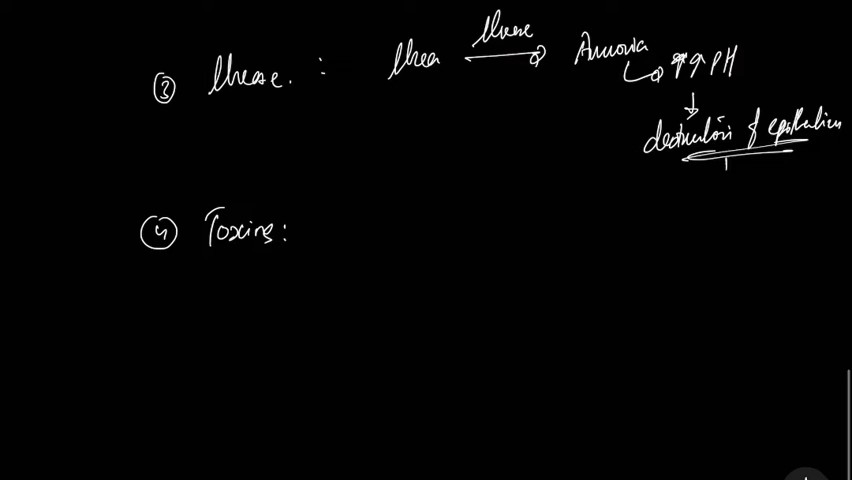 ③ Urease : Urea Urease → Ammonia → ↑↑ PH
↓
destruction of epithelium
④ Toxins :